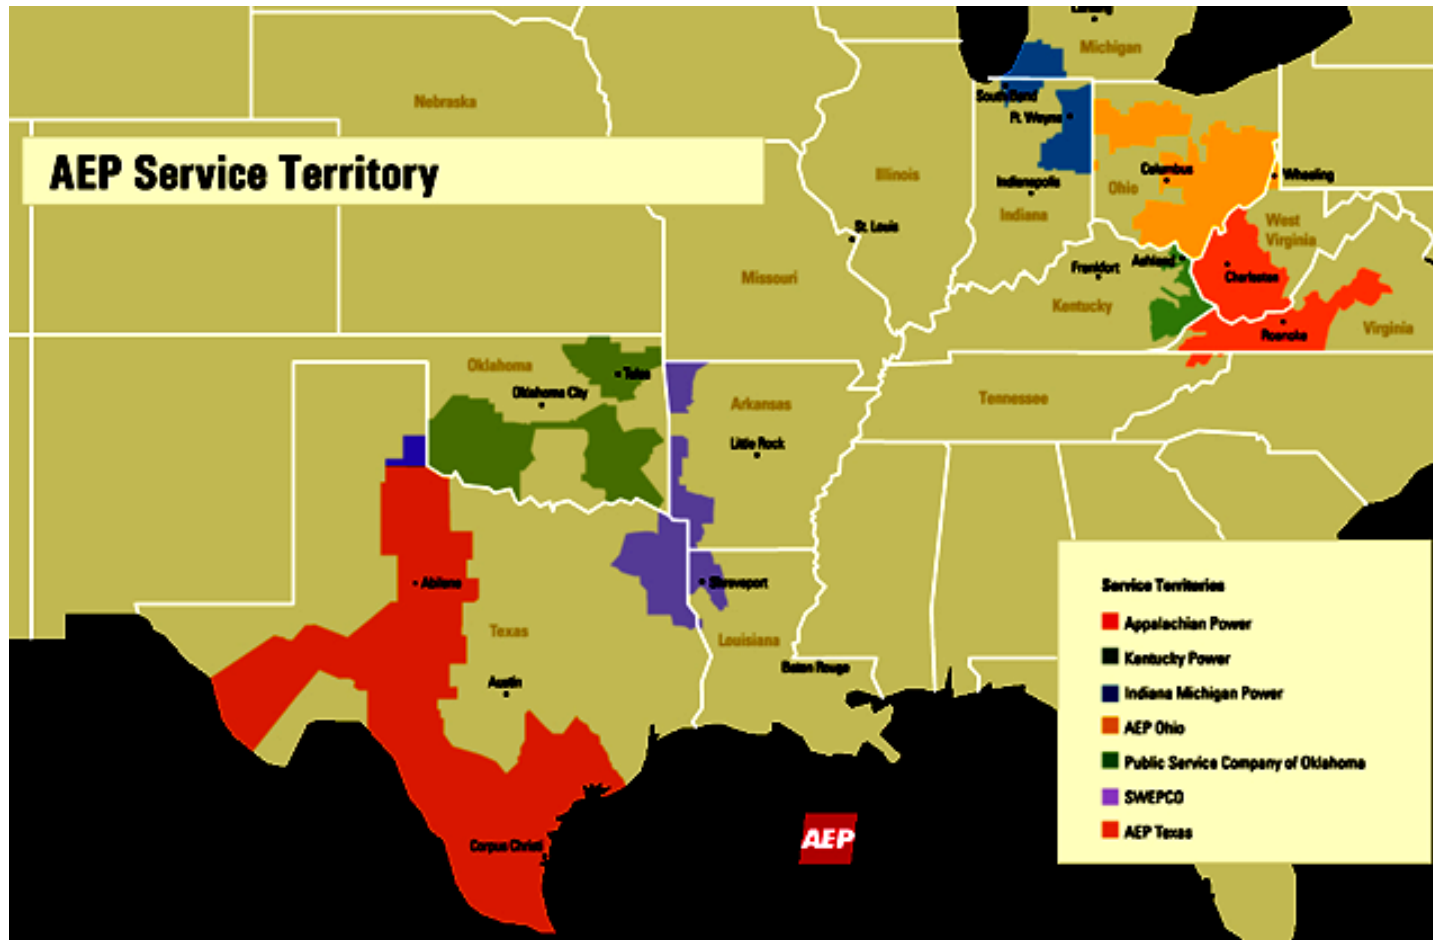 Lansing
Michigan
Nebraska
South Bend
Ft. Wayne
AEP Service Territory
Illinois
Columbus
Wheeling
Indianapolis
Ohio
Indiana
West
Virginia
St. Louis
Ashland
Frankfort
Missouri
Charleston
Kentucky
Virginia
Roanoke
Oklahoma
Tulsa
Oklahoma City
Arkansas
Tennessee
Little Rock
Abilene
Shreveport
Service Territories
Appalachian Power
Texas
Louisiana
Kentucky Power
Baton Rouge
Austin
Indiana Michigan Power
AEP Ohio
Public Service Company of Oklahoma
SWEPCO
AEP Texas
AEP
Corpus Christi